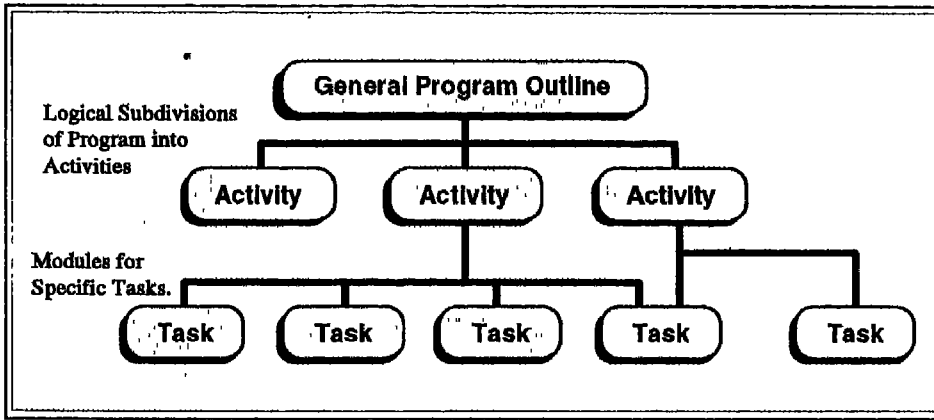 General Program Outline
Logical Subdivisions
of Program into
Activities
Activity
Activity
Activity
Modules for
Specific Tasks.
Task
Task
Task
Task
Task